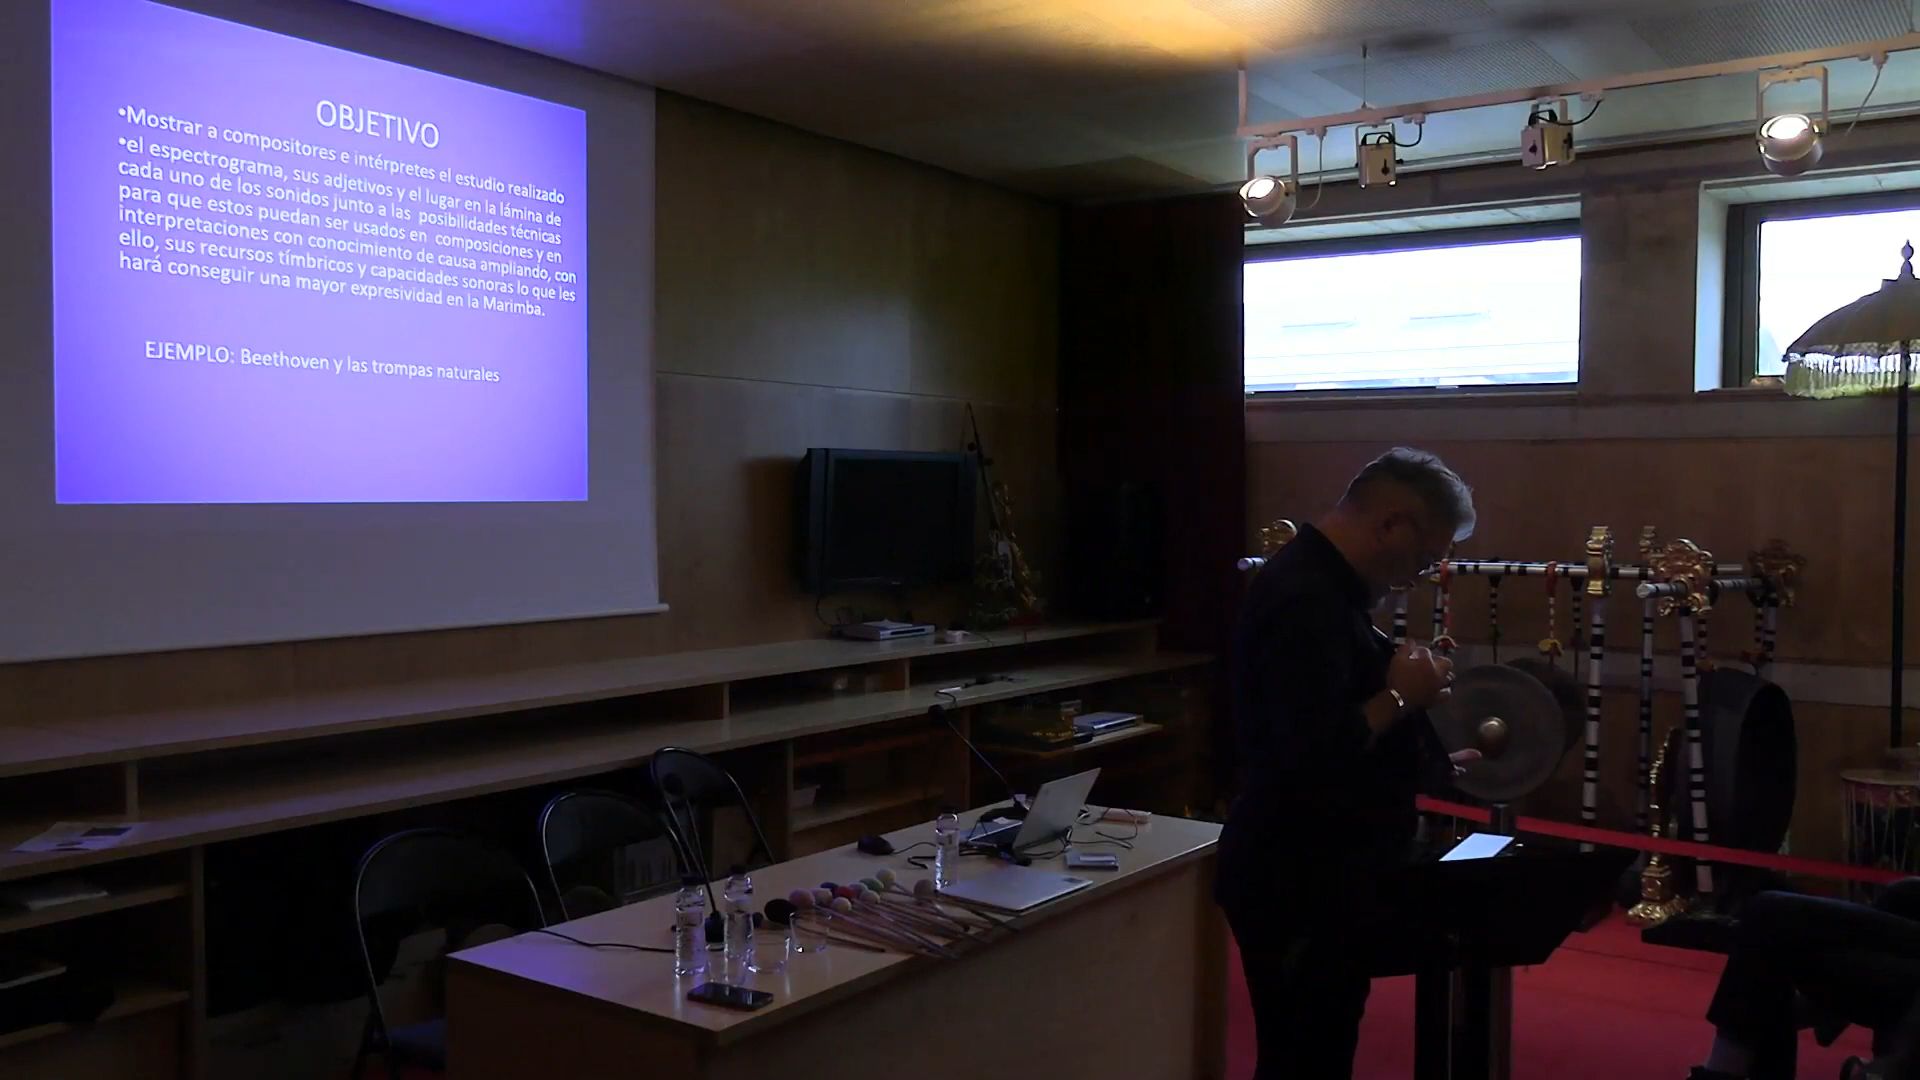 OBJETIVO
•Mostrar a compositores e intérpretes el estudio realizado
•el espectrograma, sus adjetivos y el lugar en la lámina de
cada uno de los sonidos junto a las posibilidades técnicas
para que estos puedan ser usados en composiciones y en
interpretaciones con conocimiento de causa ampliando, con
ello, sus recursos tímbricos y capacidades sonoras lo que les
hará conseguir una mayor expresividad en la Marimba.
EJEMPLO: Beethoven y las trompas naturales